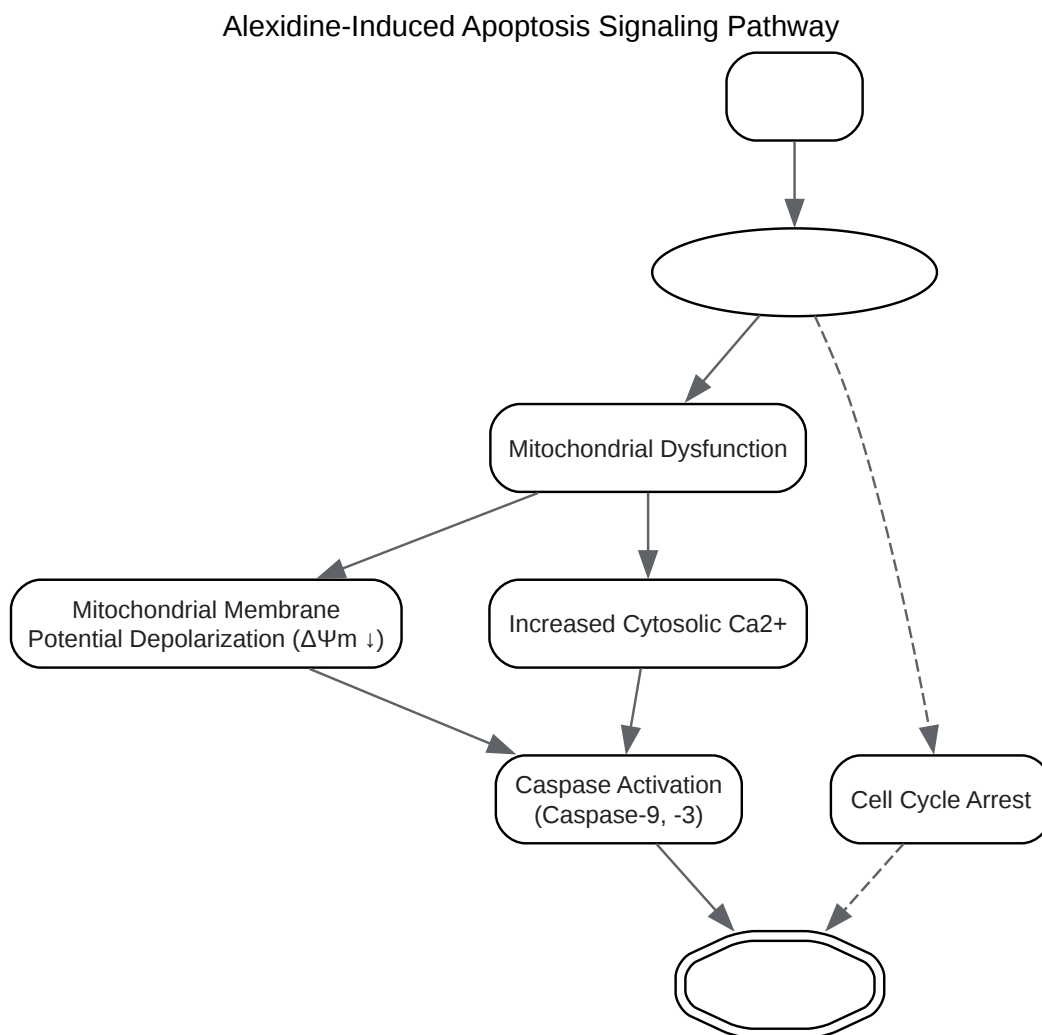 Alexidine-Induced Apoptosis Signaling Pathway
Mitochondrial Dysfunction
Mitochondrial Membrane
Potential Depolarization (ΔΨm ↓)
Increased Cytosolic Ca2+
Caspase Activation
(Caspase-9, -3)
Cell Cycle Arrest